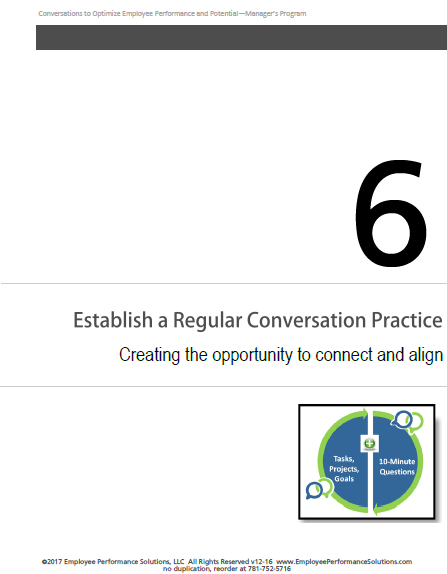 Conversations to Optimize Employee Performance and Potential—Manager's Program
6
Establish a Regular Conversation Practice
Creating the opportunity to connect and align
Tasks,
Projects,
Goals
10-Minute
Questions
©2017 Employee Performance Solutions, LLC All Rights Reserved v12-16 www.EmployeePerformanceSolutions.com
no duplication, reorder at 781-752-5716